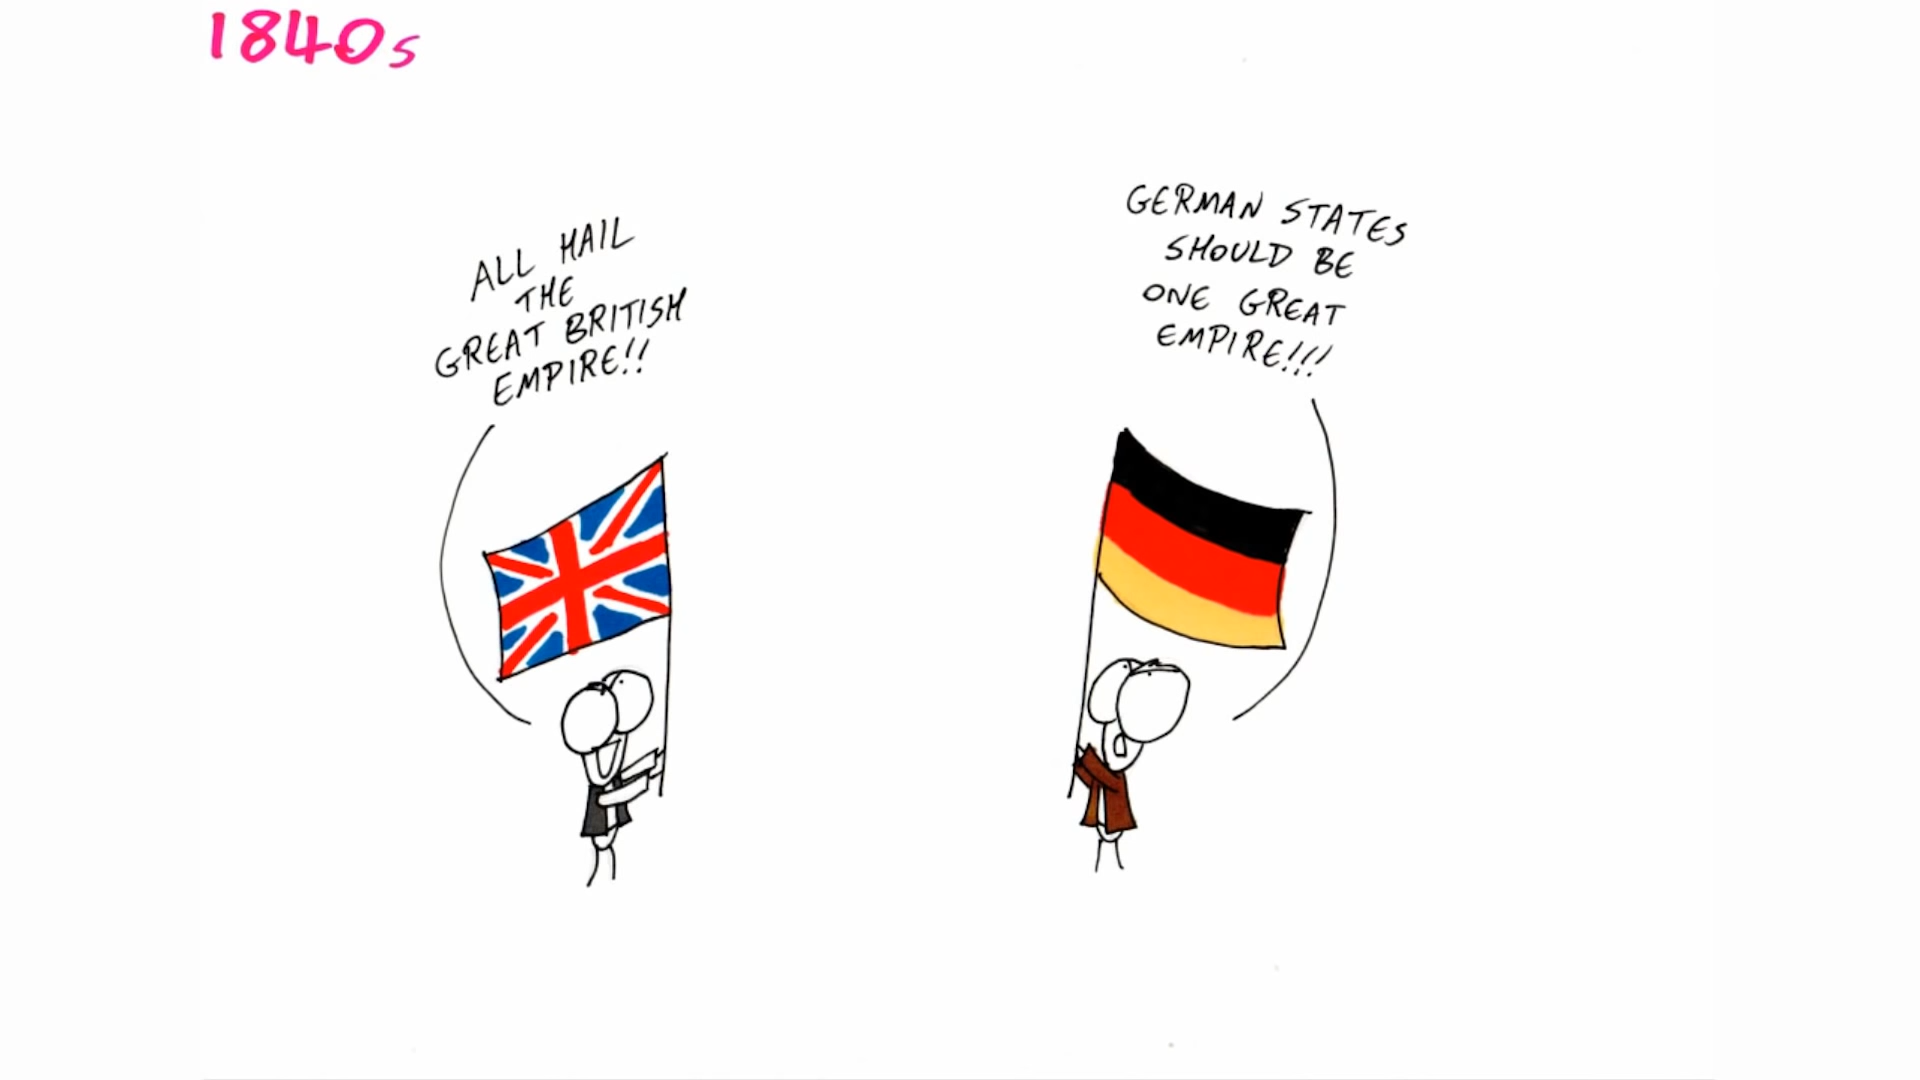 1840s
ALL HAIL
THE
GREAT BRITISH
EMPIRE!!
GERMAN STATES
SHOULD BE
ONE GREAT
EMPIRE!!!